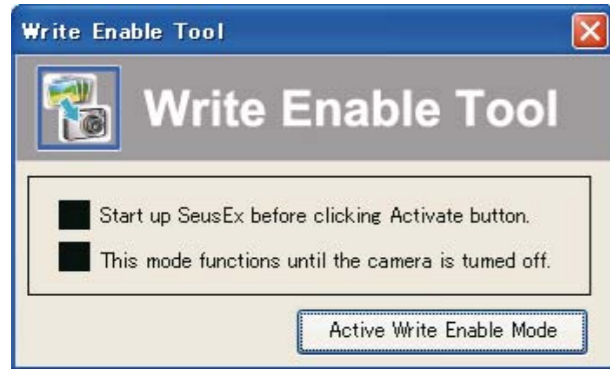 Write Enable Tool
Write Enable Tool
Start up SeusEx before clicking Activate button.
This mode functions until the camera is tumed off.
Active Write Enable Mode